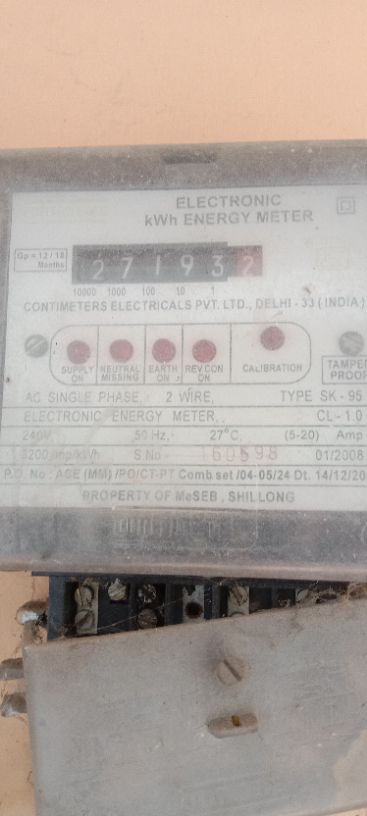 ELECTRONIC
kWh ENERGY METER
Gp = 12 / 18
Months
271932
10000 1000 100 10 1
CONTIMETERS ELECTRICALS PVT. LTD., DELHI - 33 ( INDIA )
SUPPLY ON NEUTRAL MISSING EARTH ON REV.CON ON CALIBRATION TAMPER PROOF
AC SINGLE PHASE, 2 WIRE, TYPE SK - 95
ELECTRONIC ENERGY METER, CL - 1.0
240V, 50 Hz, 27°C, (5-20) Amp
3200 imp/kWh S.No 01/2008
P.O. No : ACE (MM) /PO/CT-PT Comb.set /04-05/24 Dt. 14/12/20
PROPERTY OF MeSEB, SHILLONG